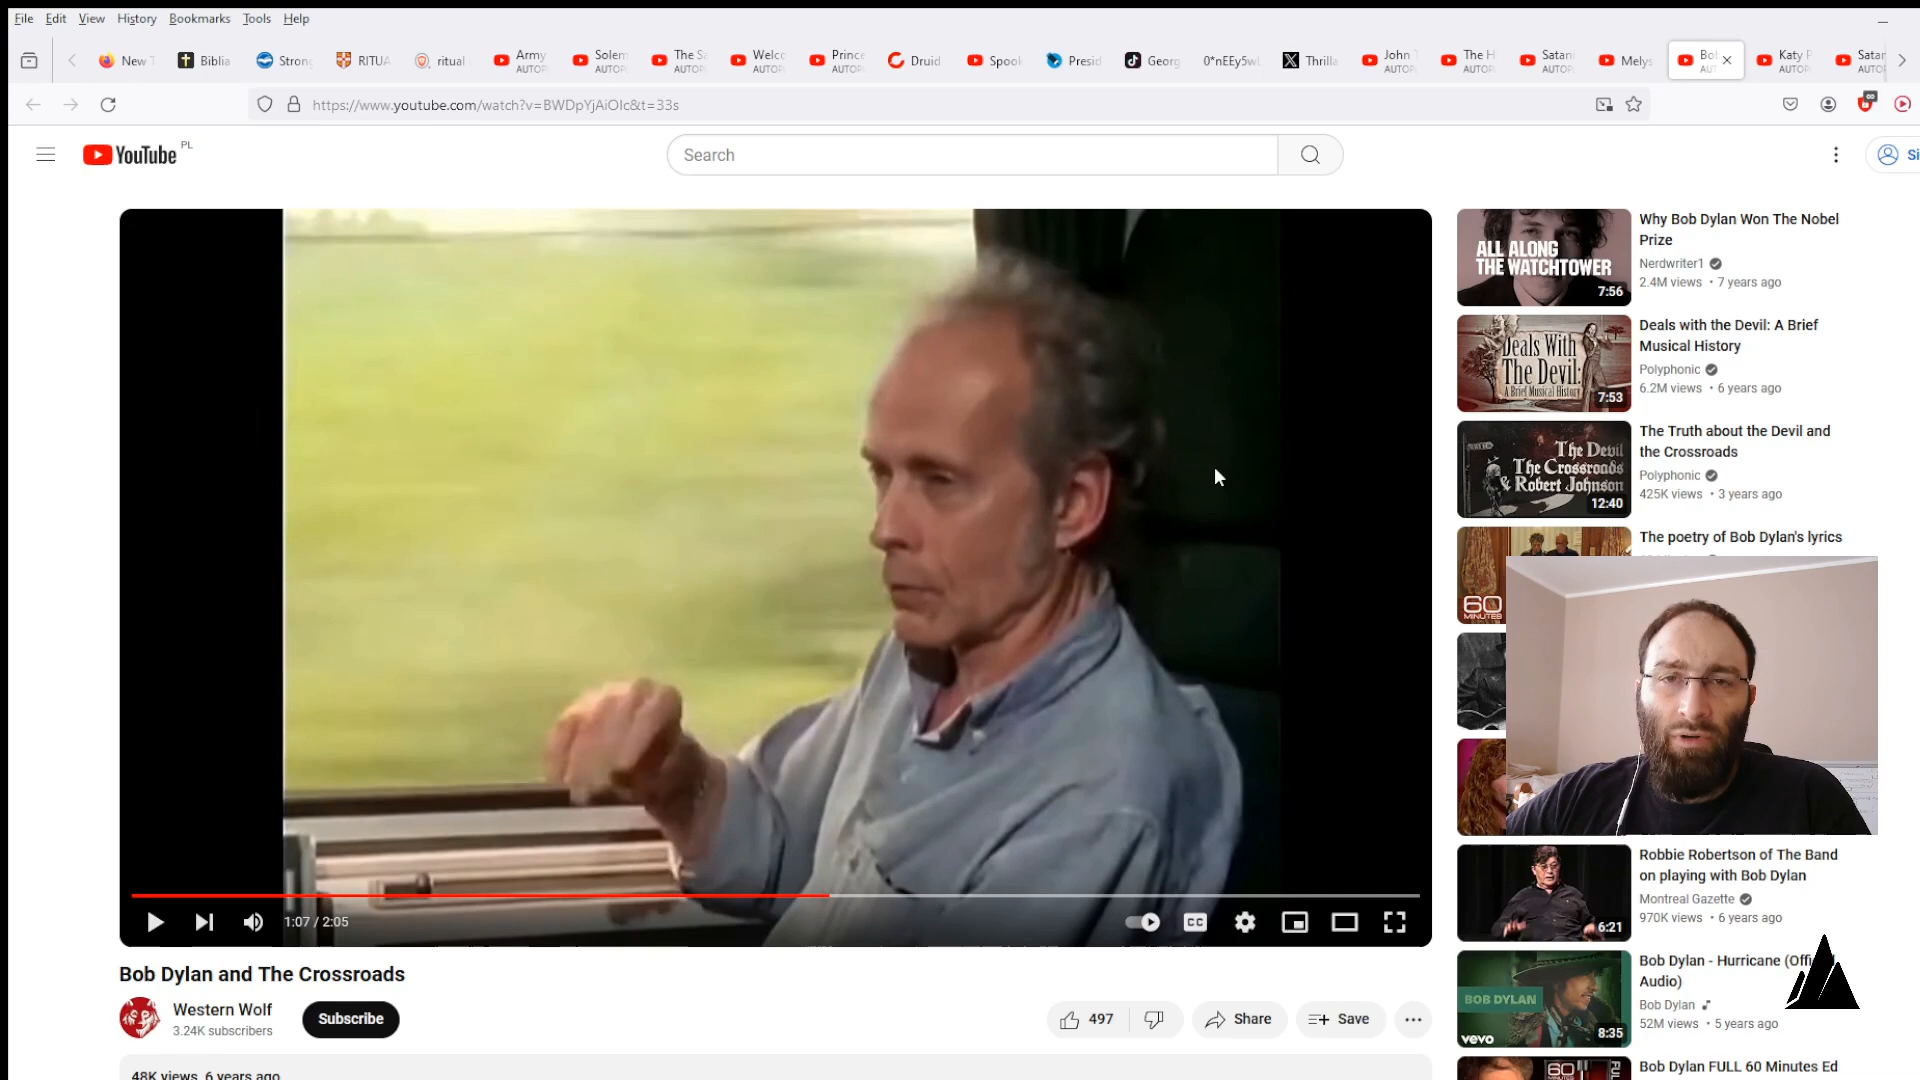 File Edit View History Bookmarks Tools Help
New T
Biblia
Strong
RITUA
ritual
Army
AUTOP
Solem
AUTOP
The Sa
AUTOP
Welco
AUTOP
Prince
AUTOP
Druid
Spook
Presid
Georg
0*nEEy5wl
Thrilla
John T
AUTOP
The H
AUTOP
Satani
AUTOP
Melys
Bob
AUT
Katy P
AUTOP
Satan
AUTO
https://www.youtube.com/watch?v=BWDpYjAiOIc&t=33s
YouTube PL
Search
Si
ALL ALONG
THE WATCHTOWER
7:56
Why Bob Dylan Won The Nobel
Prize
Nerdwriter1
2.4M views • 7 years ago
Deals With
The Devil:
A Brief Musical History
7:53
Deals with the Devil: A Brief
Musical History
Polyphonic
6.2M views • 6 years ago
The Devil
The Crossroads
& Robert Johnson
12:40
The Truth about the Devil and
the Crossroads
Polyphonic
425K views • 3 years ago
60
MINUTES
The poetry of Bob Dylan's lyrics
6:21
Robbie Robertson of The Band
on playing with Bob Dylan
Montreal Gazette
970K views • 6 years ago
BOB DYLAN
vevo
8:35
Bob Dylan - Hurricane (Offi
Audio)
Bob Dylan
52M views • 5 years ago
60
Bob Dylan FULL 60 Minutes Ed
1:07 / 2:05
CC
Bob Dylan and The Crossroads
Western Wolf
3.24K subscribers
Subscribe
497
Share
Save
48K views 6 years ago